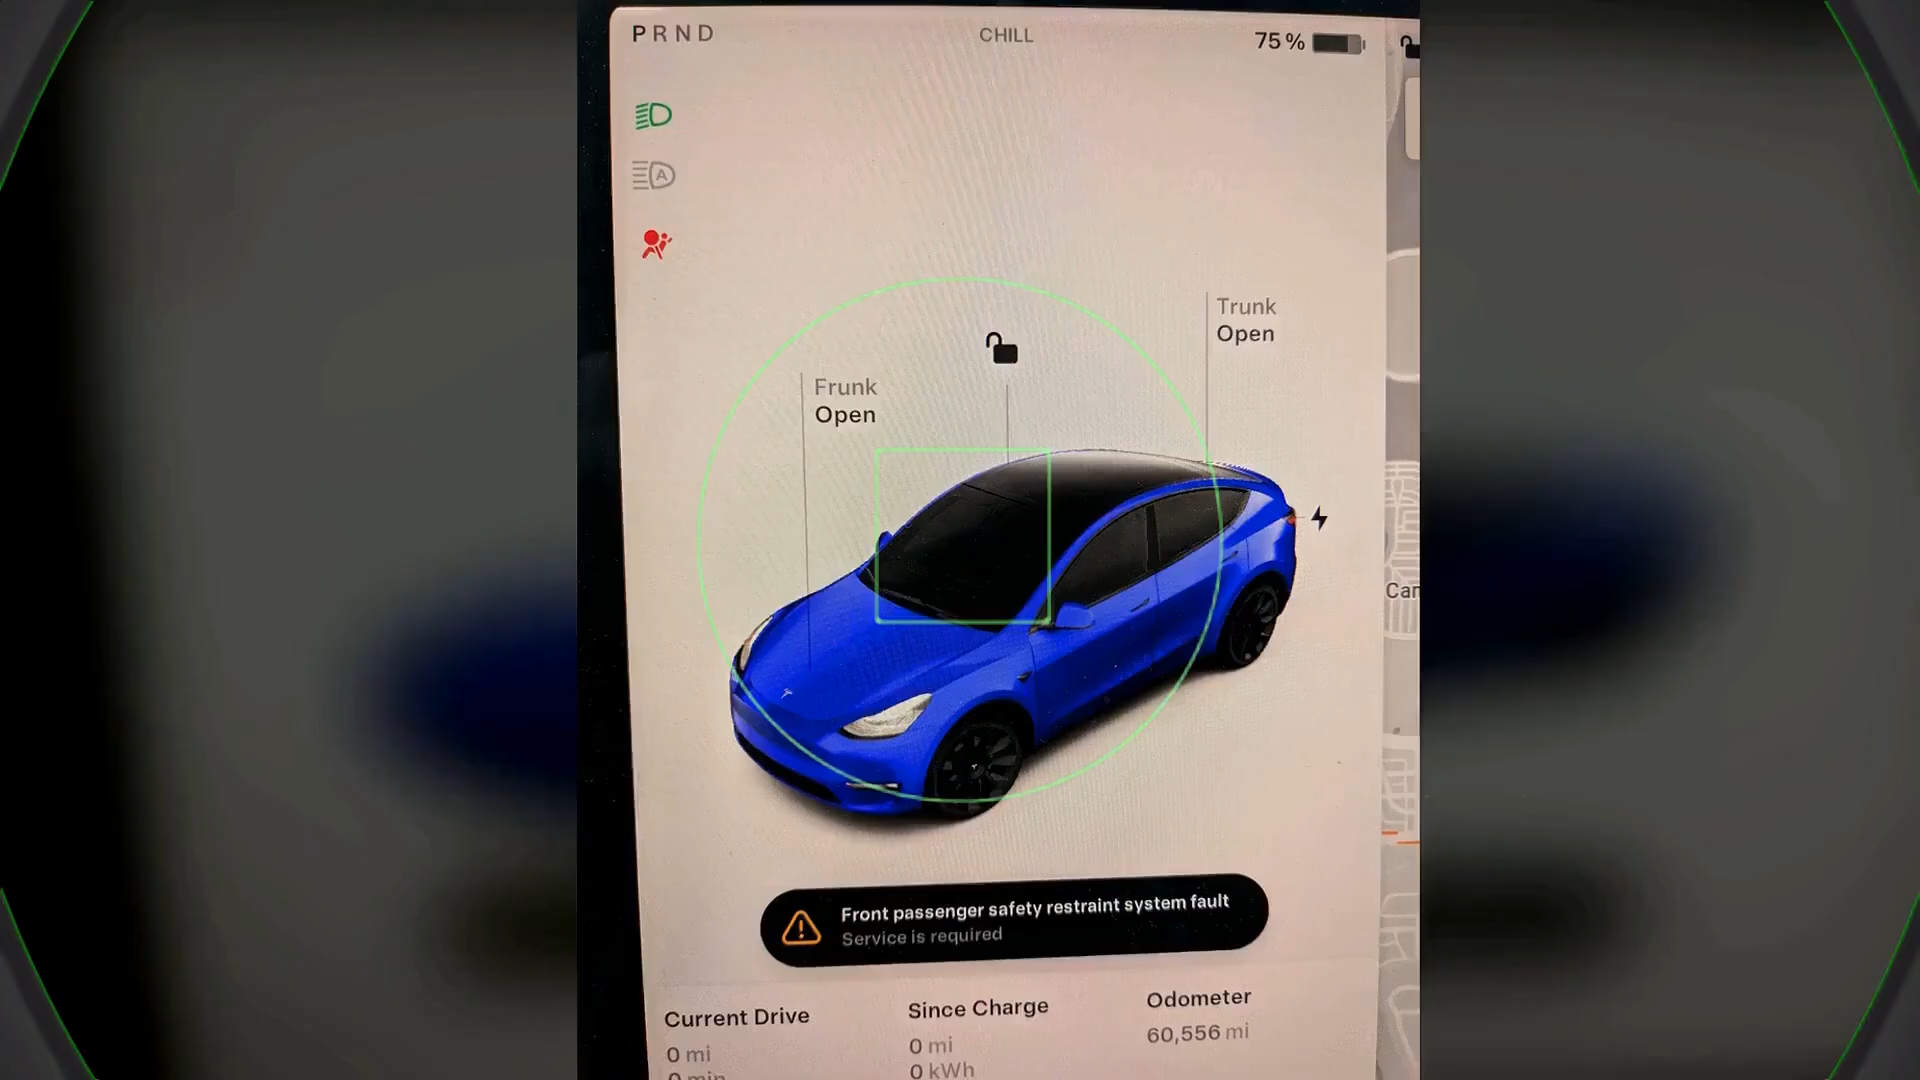 P R N D
CHILL
75 %
A
Trunk
Open
Frunk
Open
Front passenger safety restraint system fault
Service is required
Current Drive
0 mi
Since Charge
0 mi
0 kWh
Odometer
60,556 mi